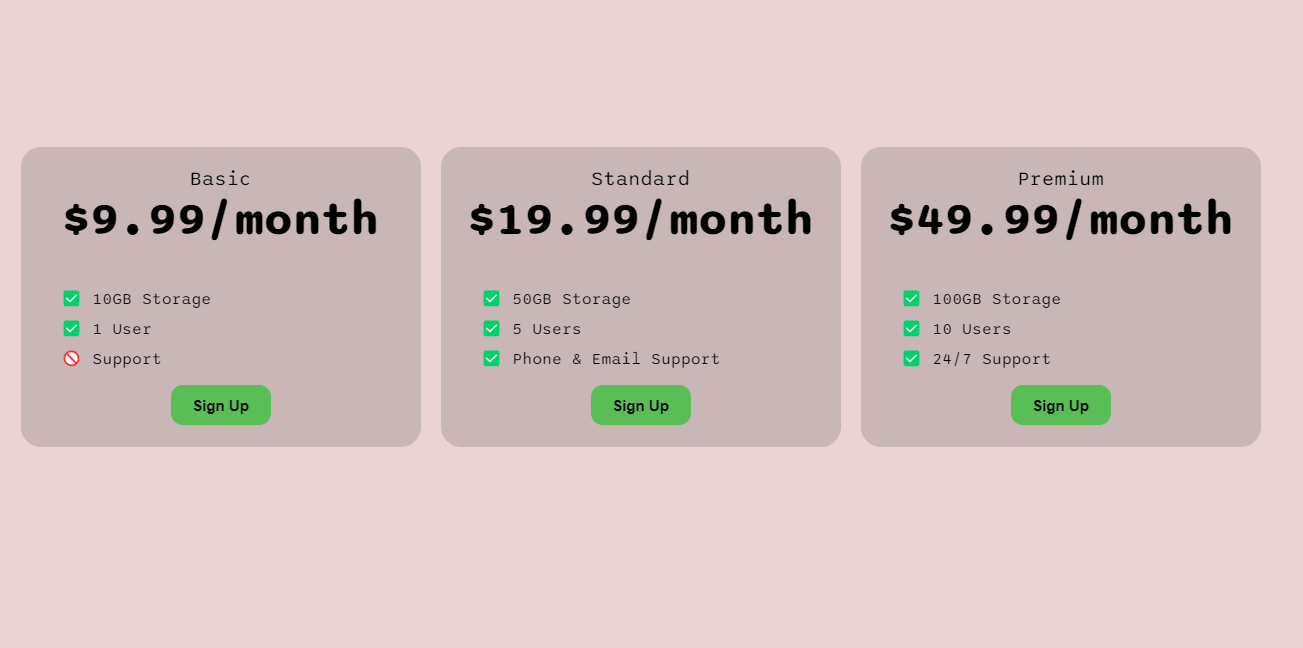 Basic
$9.99/month
10GB Storage
1 User
Support
Sign Up
Standard
$19.99/month
50GB Storage
5 Users
Phone & Email Support
Sign Up
Premium
$49.99/month
100GB Storage
10 Users
24/7 Support
Sign Up